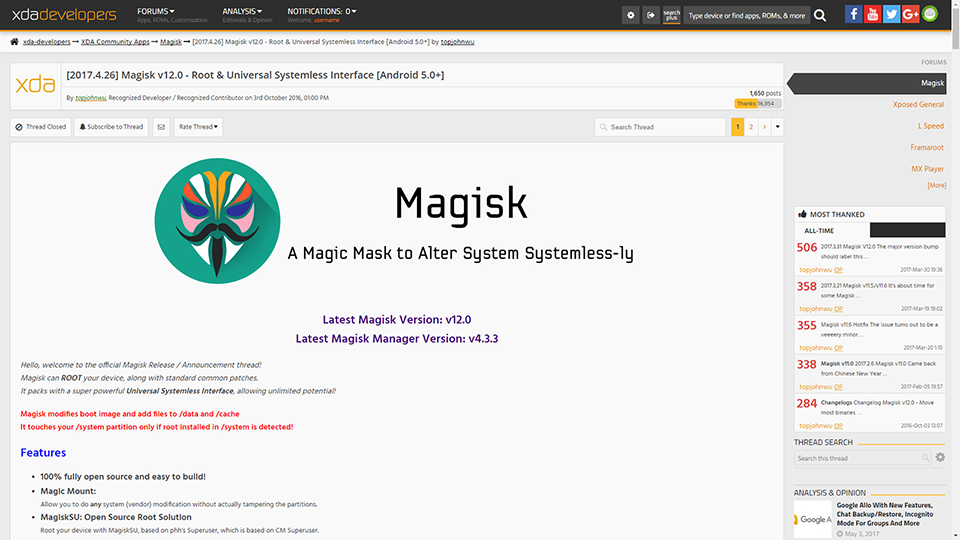 xdadevelopers
FORUMS
Apps, ROMs, Customization
ANALYSIS
Editorials & Opinion
NOTIFICATIONS: 0
Welcome, username
search plus
Type device or find apps, ROMs, & more
xda-developers → XDA Community Apps → Magisk → [2017.4.26] Magisk v12.0 - Root & Universal Systemless Interface [Android 5.0+] by topjohnwu
xda
[2017.4.26] Magisk v12.0 - Root & Universal Systemless Interface [Android 5.0+]
By topjohnwu, Recognized Developer / Recognized Contributor on 3rd October 2016, 01:00 PM
1,650 posts
Thanks: 16,954
Thread Closed
Subscribe to Thread
Rate Thread
Search Thread
1 2 ›
Magisk
A Magic Mask to Alter System Systemless-ly
Latest Magisk Version: v12.0
Latest Magisk Manager Version: v4.3.3
Hello, welcome to the official Magisk Release / Announcement thread!
Magisk can ROOT your device, along with standard common patches.
It packs with a super powerful Universal Systemless Interface, allowing unlimited potential!
Magisk modifies boot image and add files to /data and /cache
It touches your /system partition only if root installed in /system is detected!
Features
100% fully open source and easy to build!
Magic Mount:
Allow you to do any system (vendor) modification without actually tampering the partitions.
MagiskSU: Open Source Root Solution
Root your device with MagiskSU, based on phh's Superuser, which is based on CM Superuser.
FORUMS
Magisk
Xposed General
L Speed
Framaroot
MX Player
[More]
MOST THANKED
ALL-TIME
506
2017.3.31 Magisk V12.0 The major version bump
should label this ...
topjohnwu OP
2017-Mar-30 19:36
358
2017.3.21 Magisk v11.5/v11.6 It's about time for
some Magisk ...
topjohnwu OP
2017-Mar-19 19:02
355
Magisk v11.6 Hotfix The issue turns out to be a
veeeery minor ...
topjohnwu OP
2017-Mar-20 1:10
338
Magisk v11.0 2017.2.6 Magisk v11.0 Came back
from Chinese New Year ...
topjohnwu OP
2017-Feb-05 19:57
284
Changelogs Changelog Magisk v12.0 - Move
most binaries ...
topjohnwu OP
2016-Oct-03 13:07
THREAD SEARCH
Search this thread
ANALYSIS & OPINION
Google A
Google Allo With New Features,
Chat Backup/Restore, Incognito
Mode For Groups And More
May 3, 2017